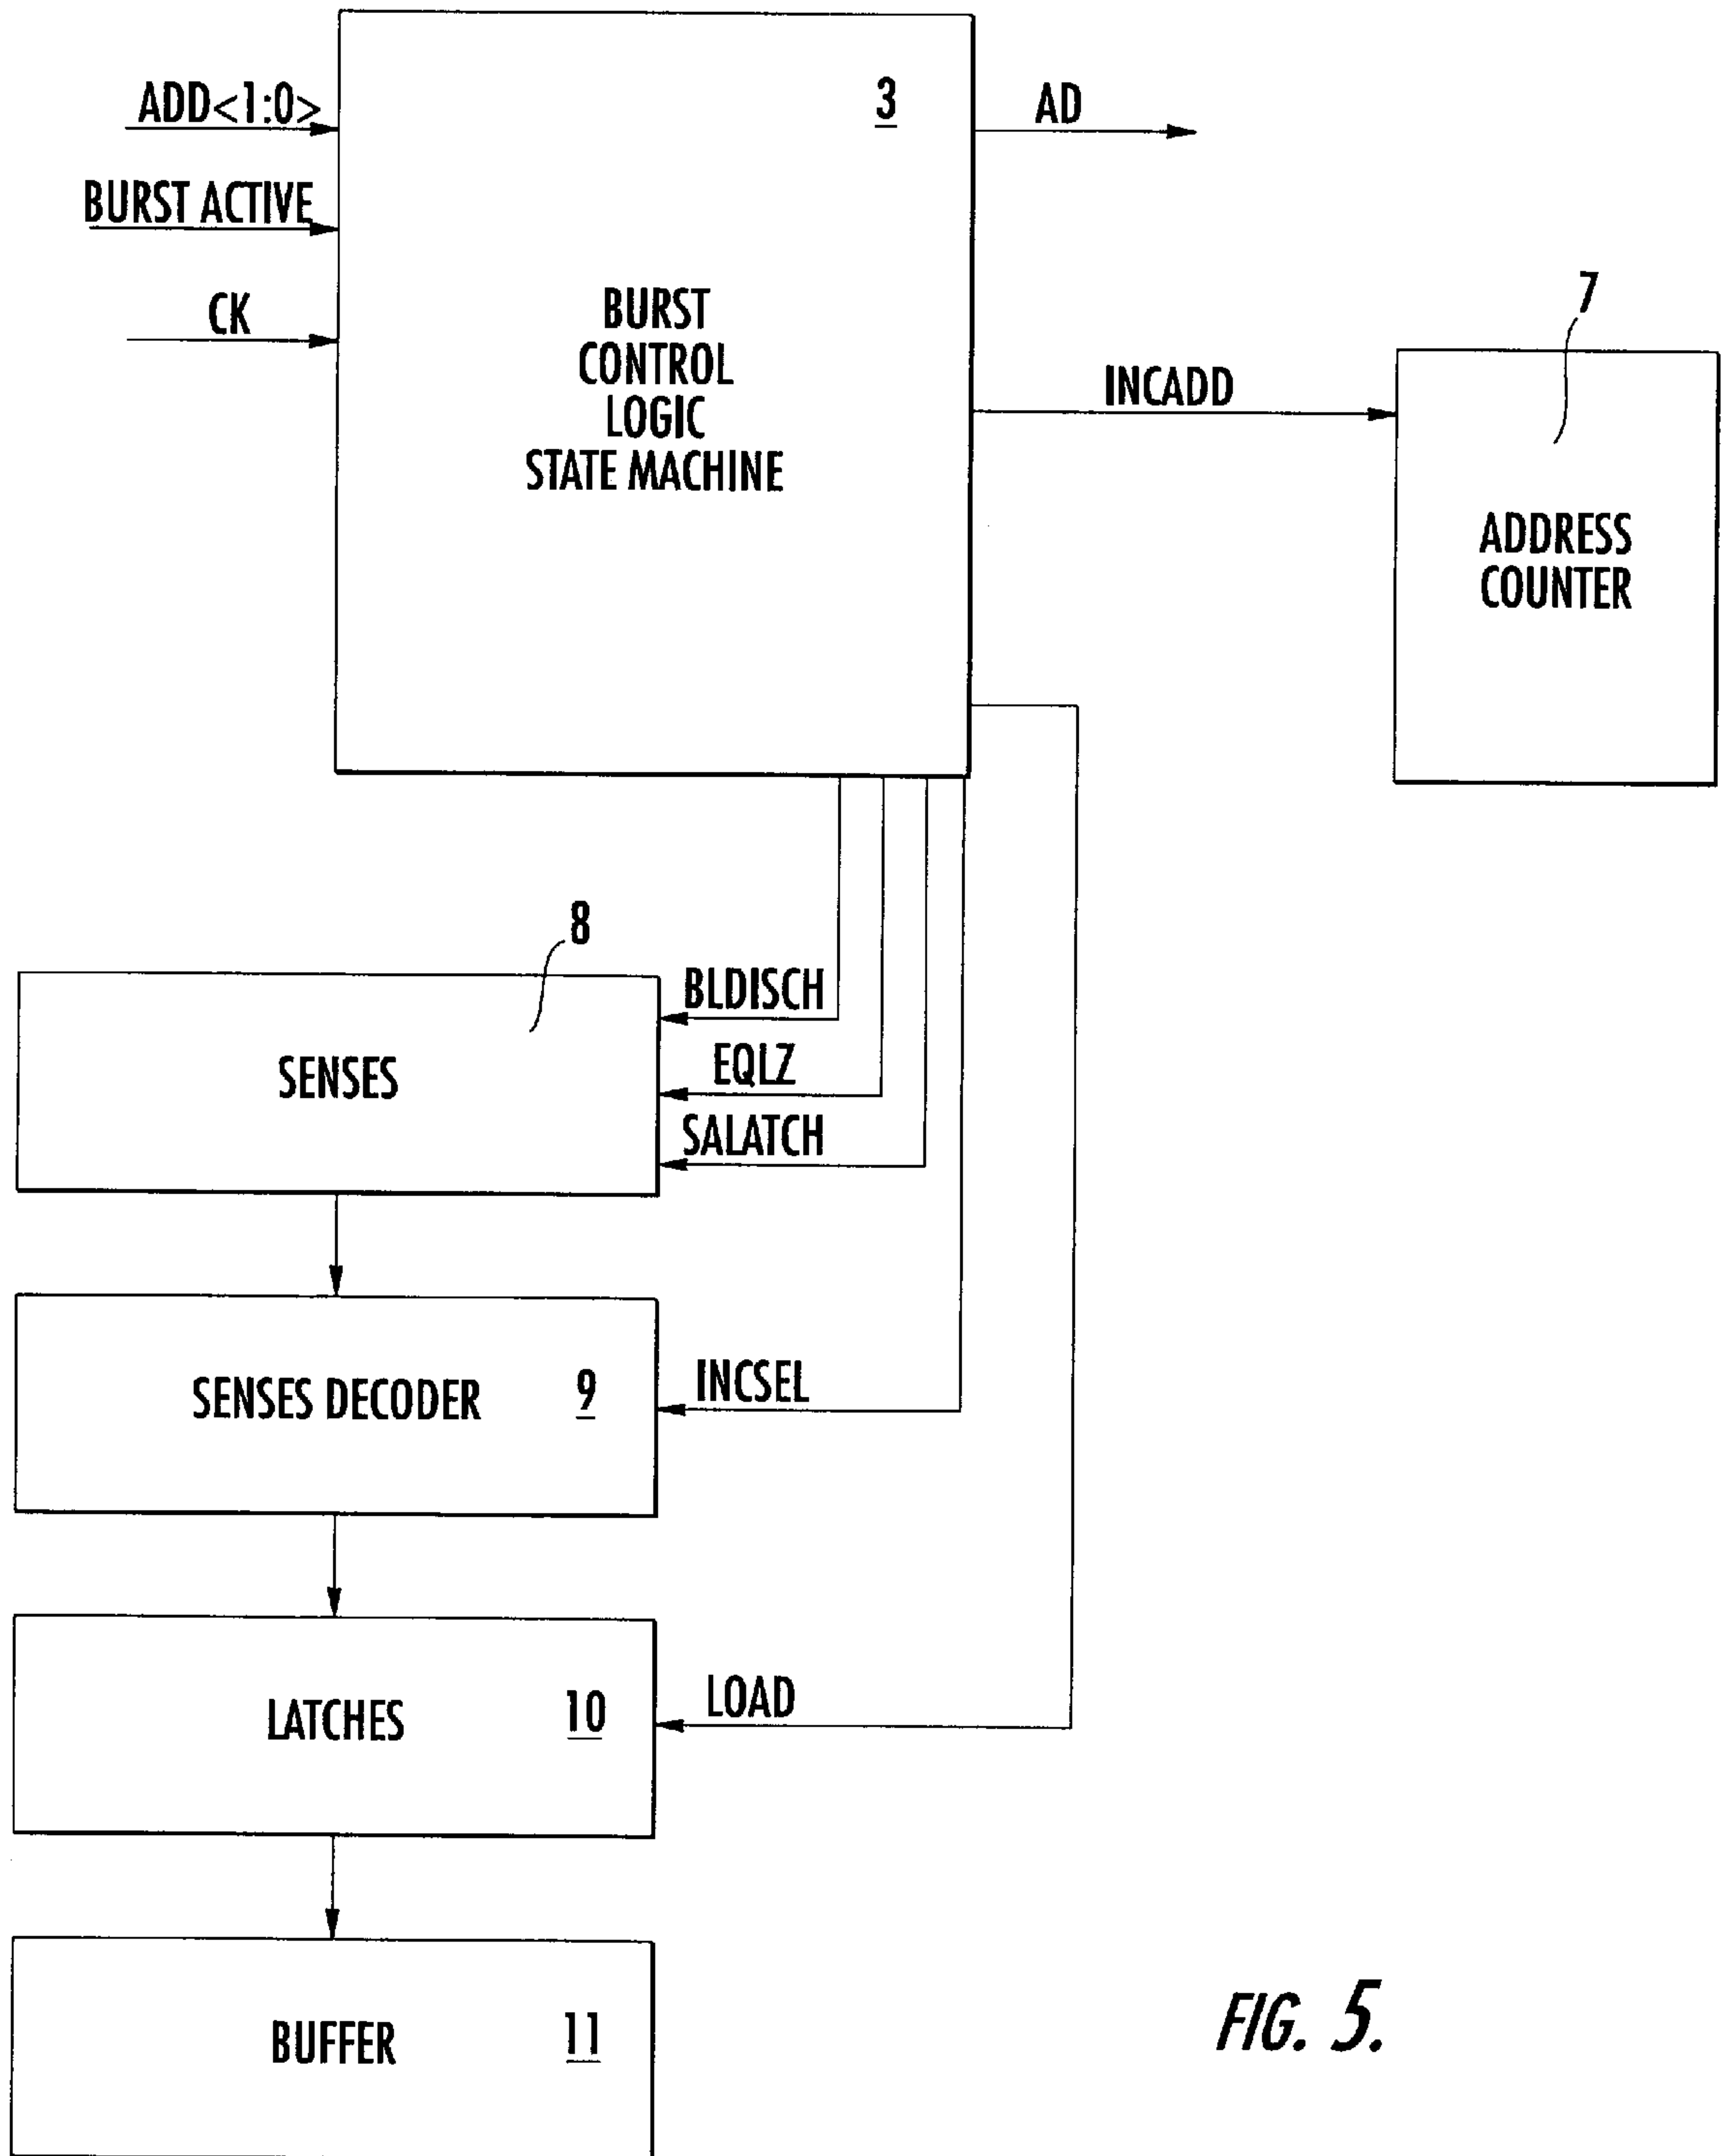 ADD<1:0>
BURST ACTIVE
CK
3
BURST
CONTROL
LOGIC
STATE MACHINE
AD
INCADD
7
ADDRESS
COUNTER
8
SENSES
BLDISCH
EQLZ
SALATCH
SENSES DECODER 9
INCSEL
LATCHES 10
LOAD
BUFFER 11
FIG. 5.